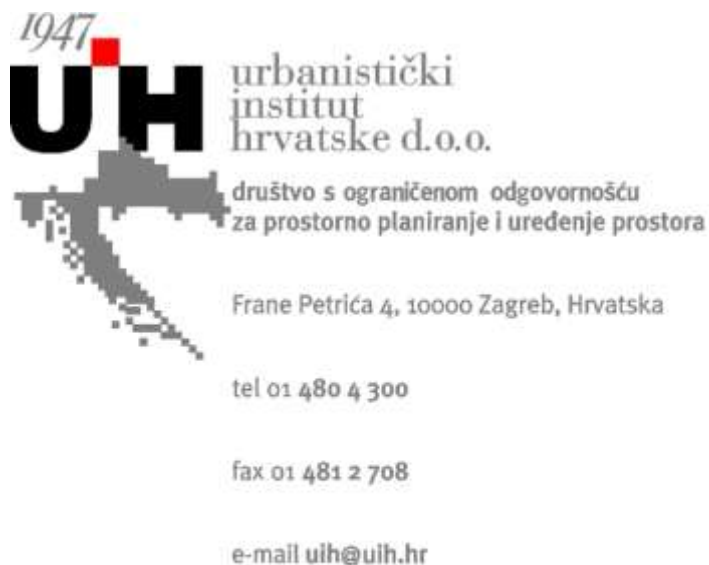 1947
UIH
urbanistički
institut
hrvatske d.o.o.
društvo s ograničenom odgovornošću
za prostorno planiranje i uređenje prostora
Frane Petrića 4, 10000 Zagreb, Hrvatska
tel 01 480 4 300
fax 01 481 2 708
e-mail uih@uih.hr